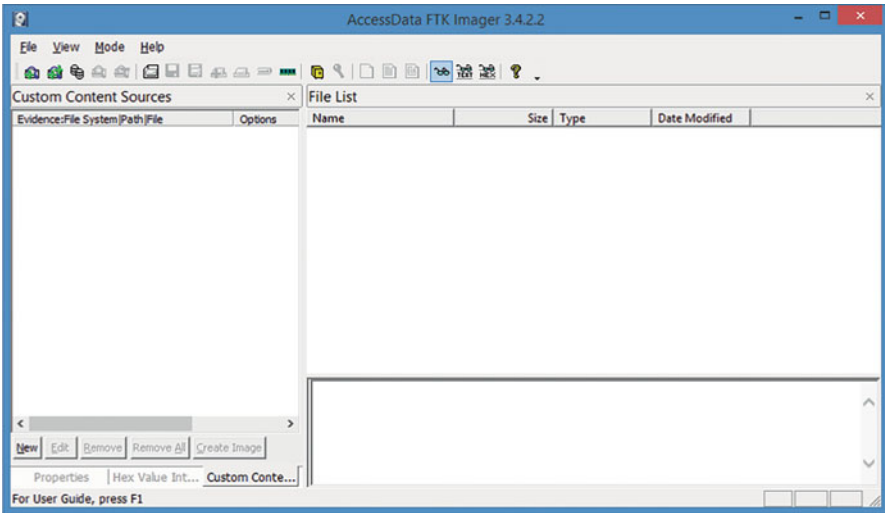 AccessData FTK Imager 3.4.2.2
File View Mode Help
Custom Content Sources
Evidence:File System|Path|File Options
File List
Name Size Type Date Modified
New Edit Remove Remove All Create Image
Properties Hex Value Int... Custom Conte...
For User Guide, press F1